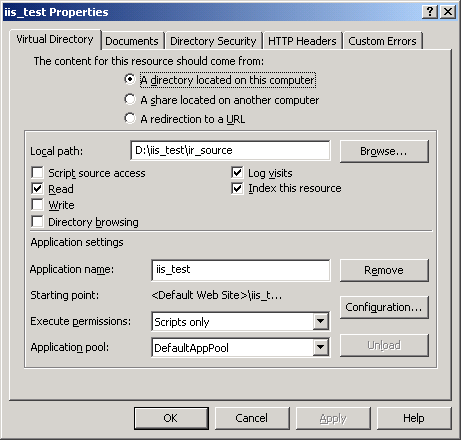 iis_test Properties
Virtual Directory Documents Directory Security HTTP Headers Custom Errors
The content for this resource should come from:
A directory located on this computer
A share located on another computer
A redirection to a URL
Local path: D:\iis_test\ir_source Browse...
Script source access Log visits
Read Index this resource
Write
Directory browsing
Application settings
Application name: iis_test Remove
Starting point: <Default Web Site>\iis_t...
Configuration...
Execute permissions: Scripts only
Application pool: DefaultAppPool Unload
OK Cancel Apply Help